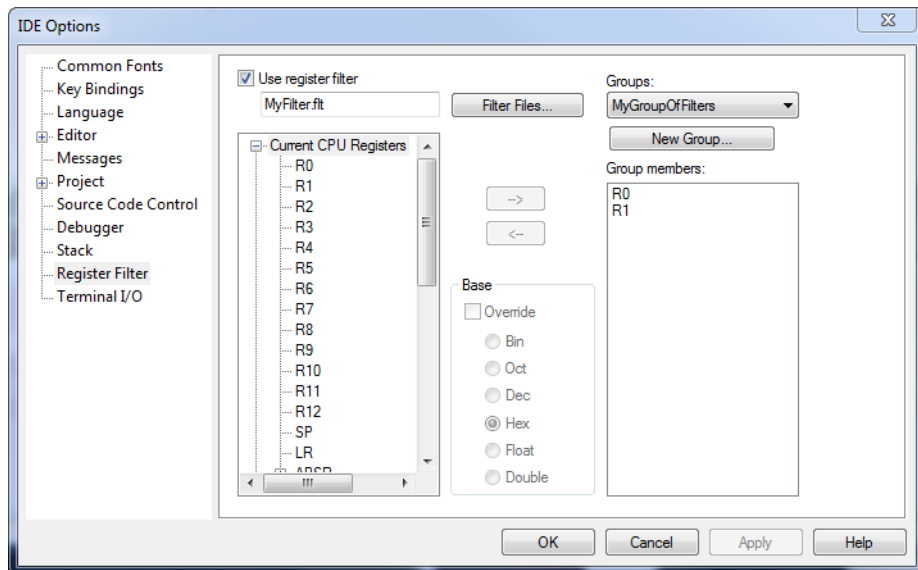 IDE Options
Common Fonts
Key Bindings
Language
Editor
Messages
Project
Source Code Control
Debugger
Stack
Register Filter
Terminal I/O
Use register filter
MyFilter.flt
Filter Files...
Current CPU Registers
R0
R1
R2
R3
R4
R5
R6
R7
R8
R9
R10
R11
R12
SP
LR
APSR
-->
<--
Base
Override
Bin
Oct
Dec
Hex
Float
Double
Groups:
MyGroupOfFilters
New Group...
Group members:
R0
R1
OK
Cancel
Apply
Help